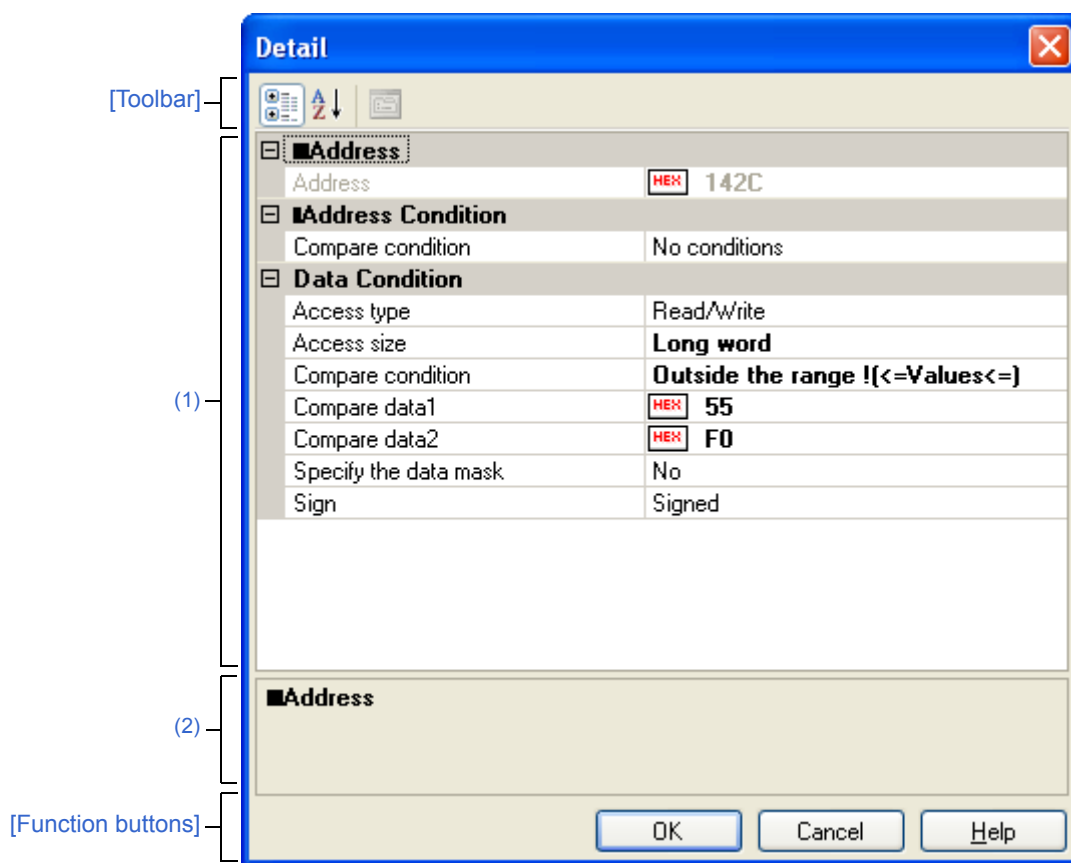 Detail
[Toolbar]
A
Z
■Address
Address HEX 142C
■Address Condition
Compare condition No conditions
Data Condition
Access type Read/Write
Access size Long word
Compare condition Outside the range !(<=Values<=)
(1)
Compare data1 HEX 55
Compare data2 HEX F0
Specify the data mask No
Sign Signed
■Address
(2)
[Function buttons]
OK Cancel Help